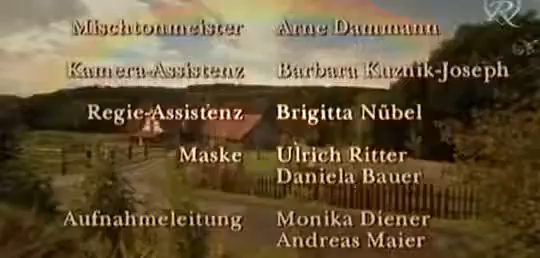 Mischtonmeister Arne Dammann
Kamera-Assistenz Barbara Kuznik-Joseph
Regie-Assistenz Brigitta Nübel
Maske Ulrich Ritter
Daniela Bauer
Aufnahmeleitung Monika Diener
Andreas Maier
R